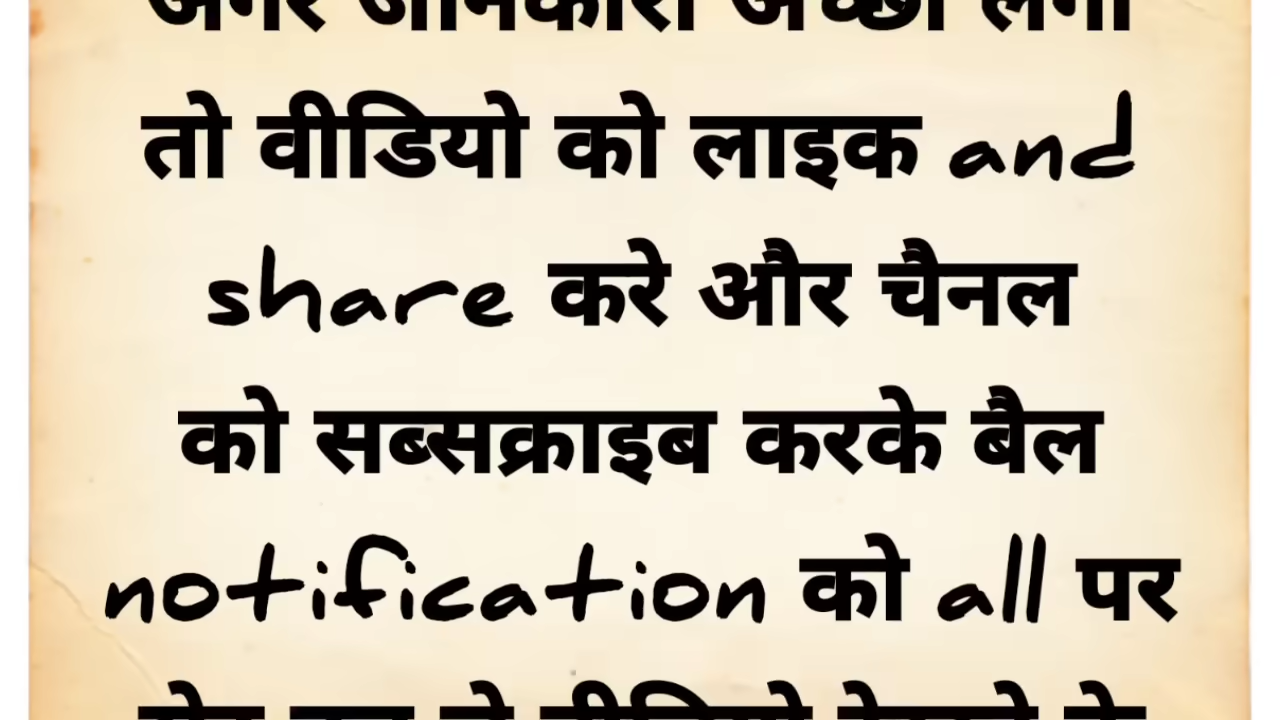 अगर जानकारी अच्छी लगी
तो वीडियो को लाइक and
share करे और चैनल
को सब्सक्राइब करके बैल
notification को all पर